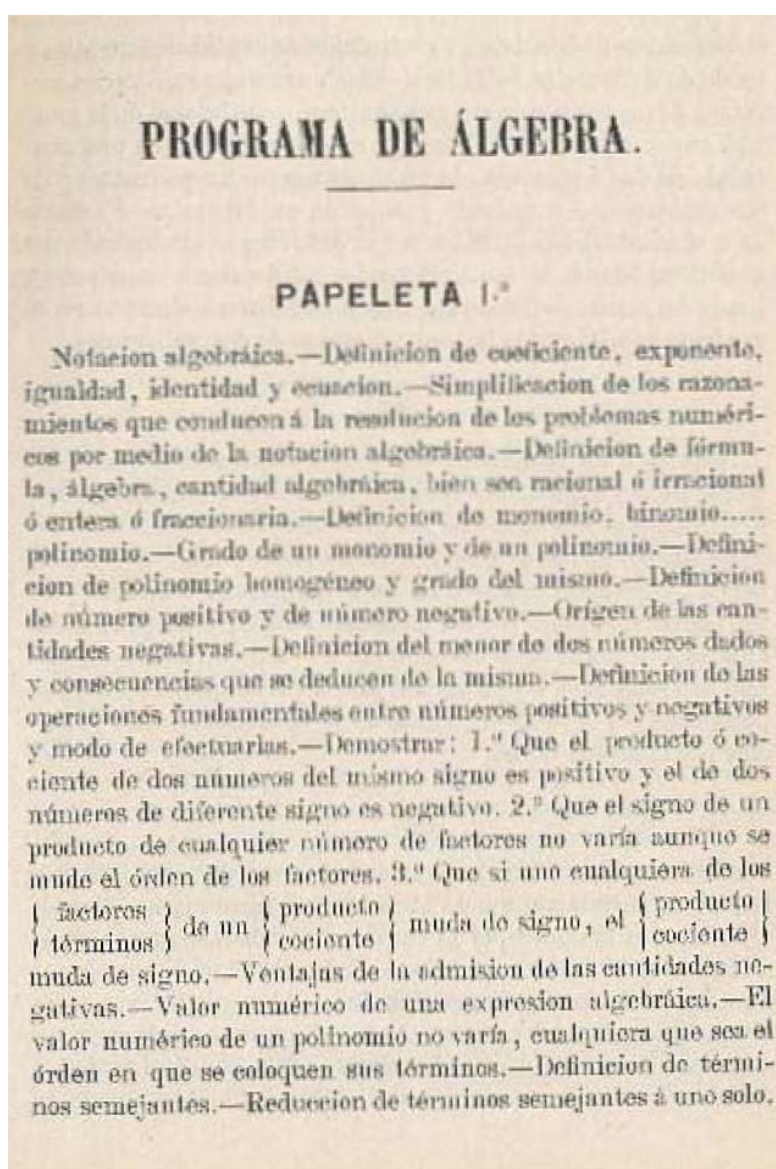 PROGRAMA DE ÁLGEBRA.
PAPELETA 1.ª
Notacion algebráica.—Definicion de coeficiente, exponente,
igualdad, identidad y ecuacion.—Simplificacion de los razona-
mientos que conducen á la resolucion de los problemas numéri-
cos por medio de la notacion algebráica.—Definicion de fórmu-
la, álgebra, cantidad algebráica, bien sea racional ó irracional
ó entera ó fraccionaria.—Definicion de monomio, binomio.....
polinomio.—Grado de un monomio y de un polinomio.—Defini-
cion de polinomio homogéneo y grado del mismo.—Definicion
de número positivo y de número negativo.—Orígen de las can-
tidades negativas.—Definicion del menor de dos números dados
y consecuencias que se deducen de la misma.—Definicion de las
operaciones fundamentales entre números positivos y negativos
y modo de efectuarlas.—Demostrar: 1.º Que el producto ó co-
ciente de dos números del mismo signo es positivo y el de dos
números de diferente signo es negativo. 2.º Que el signo de un
producto de cualquier número de factores no varía aunque se
mude el órden de los factores. 3.º Que si uno cualquiera de los
{ factores } de un { producto } muda de signo, el { producto }
{ términos } { cociente } { cociente }
muda de signo.—Ventajas de la admision de las cantidades ne-
gativas.—Valor numérico de una expresion algebráica.—El
valor numérico de un polinomio no varía, cualquiera que sea el
órden en que se coloquen sus términos.—Definicion de térmi-
nos semejantes.—Reduccion de términos semejantes á uno solo.